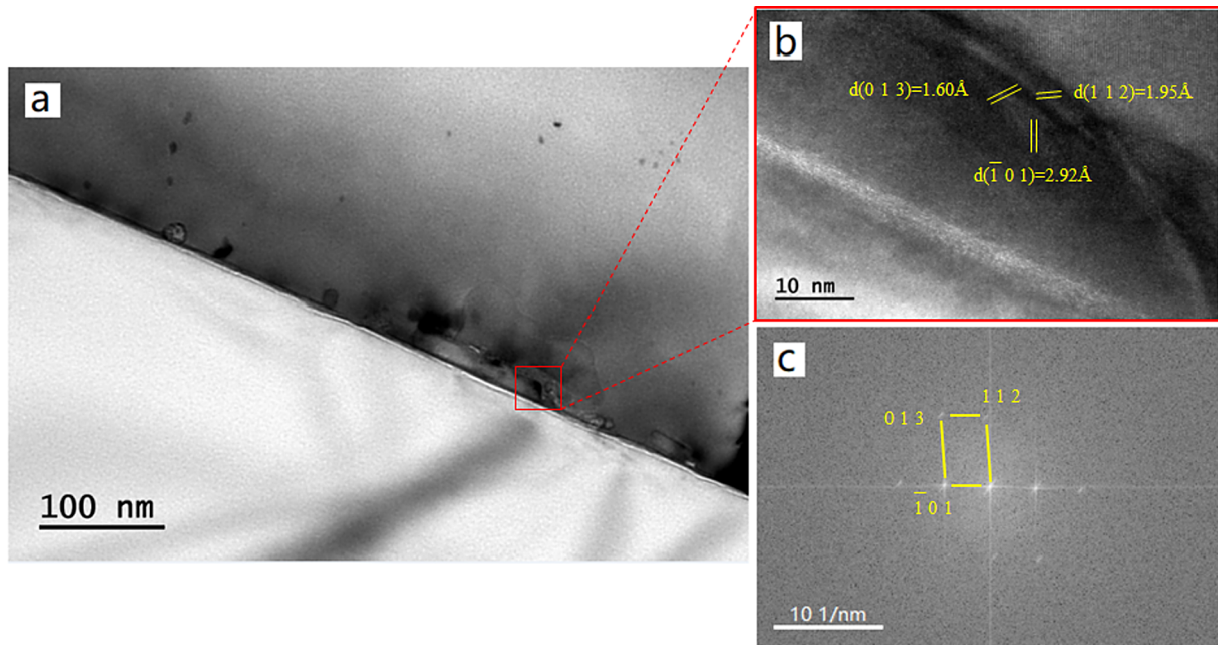 a
100 nm
b
d(0 1 3)=1.60Å
d(1 1 2)=1.95Å
d(1̅ 0 1)=2.92Å
10 nm
c
1 1 2
0 1 3
1̅ 0 1
10 1/nm